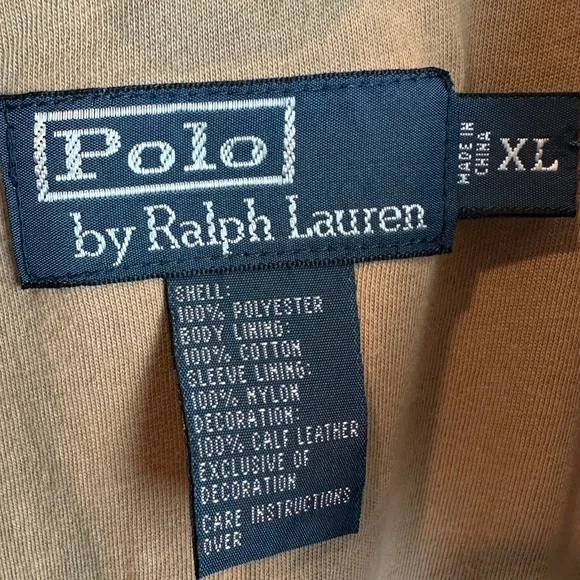 Polo
by Ralph Lauren
MADE IN
CHINA
XL
SHELL:
100% POLYESTER
BODY LINING:
100% COTTON
SLEEVE LINING:
100% NYLON
DECORATION:
100% CALF LEATHER
EXCLUSIVE OF
DECORATION
CARE INSTRUCTIONS
OVER